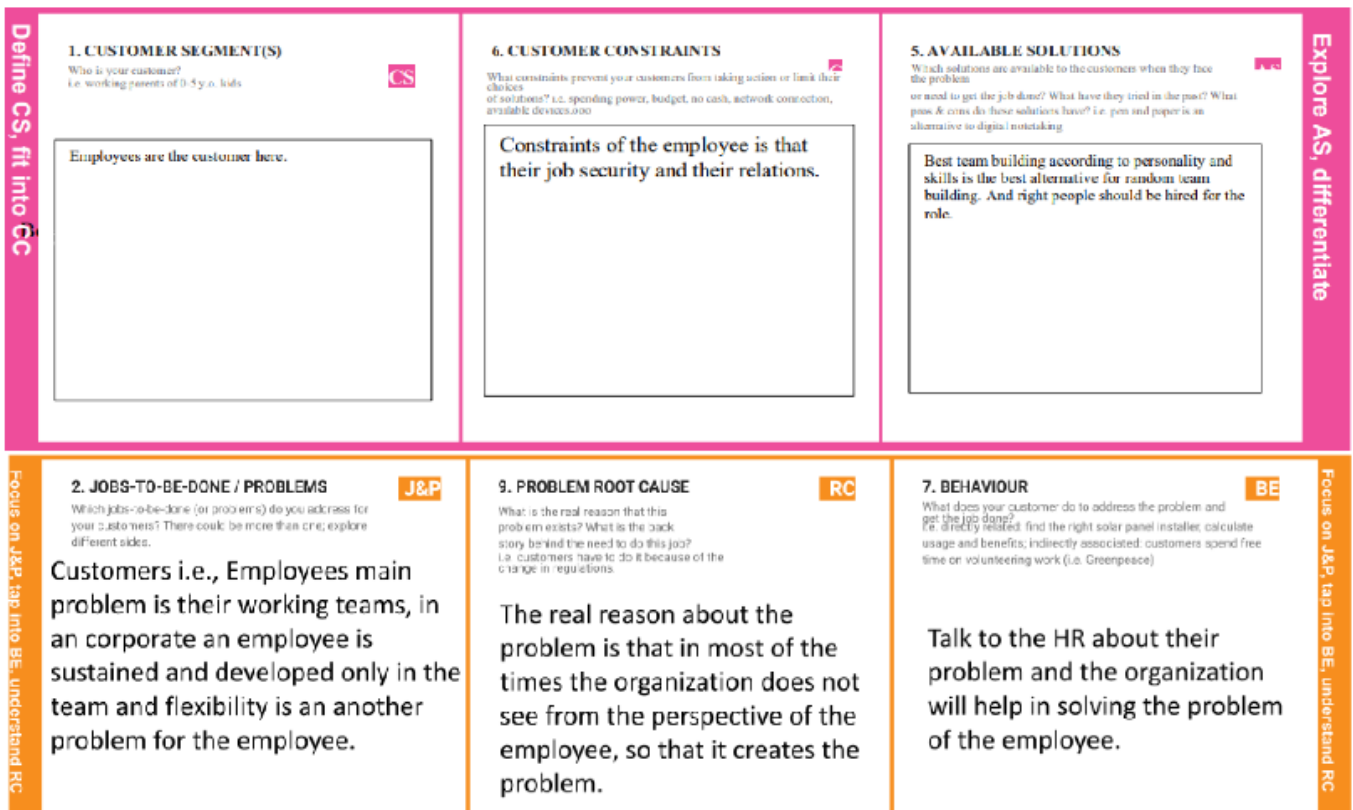 Define CS, fit into CC
1. CUSTOMER SEGMENT(S)
Who is your customer?
i.e. working parents of 0-5 y.o. kids
CS
Employees are the customer here.
6. CUSTOMER CONSTRAINTS
What constraints prevent your customers from taking action or limit their
choices
of solutions? i.e. spending power, budget, no cash, network connection,
available devices.ooo
Constraints of the employee is that
their job security and their relations.
5. AVAILABLE SOLUTIONS
Which solutions are available to the customers when they face
the problem
or need to get the job done? What have they tried in the past? What
pros & cons do these solutions have? i.e. pen and paper is an
alternative to digital notetaking
Best team building according to personality and
skills is the best alternative for random team
building. And right people should be hired for the
role.
Explore AS, differentiate
Focus on J&P, tap into BE, understand RC
2. JOBS-TO-BE-DONE / PROBLEMS
J&P
Which jobs-to-be-done (or problems) do you address for
your customers? There could be more than one; explore
different sides.
Customers i.e., Employees main
problem is their working teams, in
an corporate an employee is
sustained and developed only in the
team and flexibility is an another
problem for the employee.
9. PROBLEM ROOT CAUSE
RC
What is the real reason that this
problem exists? What is the back
story behind the need to do this job?
i.e. customers have to do it because of the
change in regulations.
The real reason about the
problem is that in most of the
times the organization does not
see from the perspective of the
employee, so that it creates the
problem.
7. BEHAVIOUR
BE
What does your customer do to address the problem and
get the job done?
i.e. directly related: find the right solar panel installer, calculate
usage and benefits; indirectly associated: customers spend free
time on volunteering work (i.e. Greenpeace)
Talk to the HR about their
problem and the organization
will help in solving the problem
of the employee.
Focus on J&P, tap into BE, understand RC